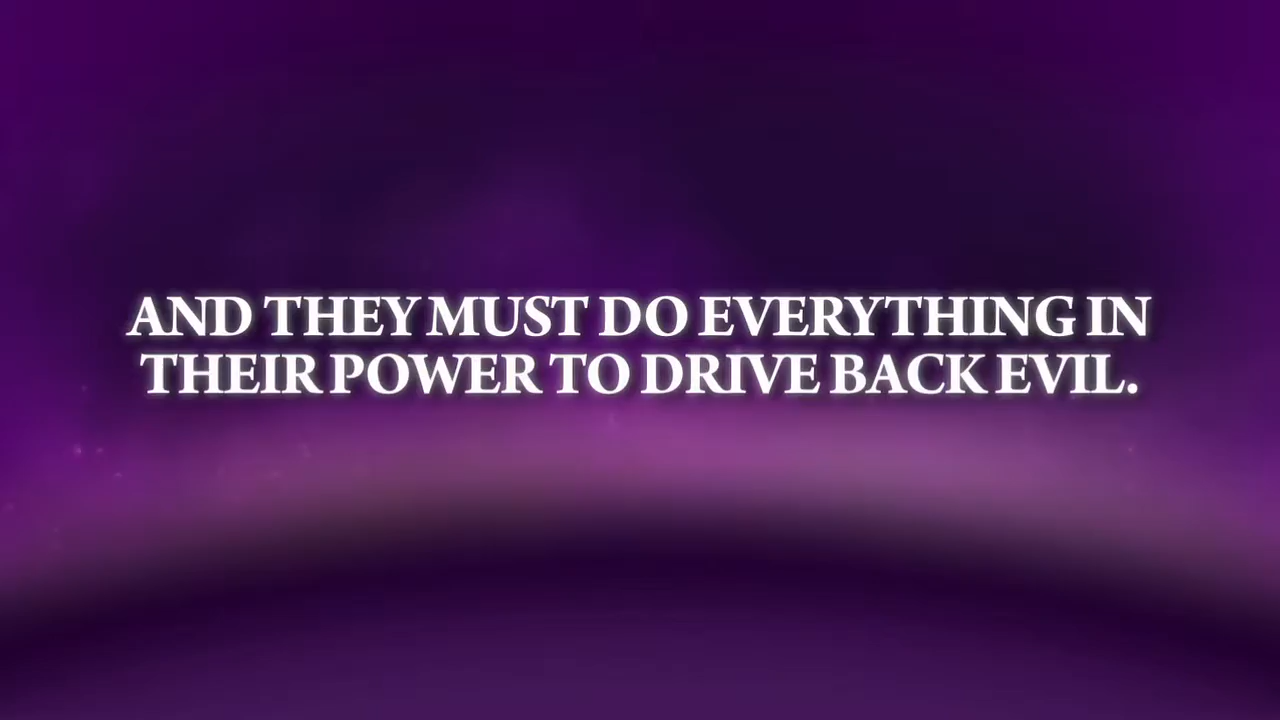 AND THEY MUST DO EVERYTHING IN
THEIR POWER TO DRIVE BACK EVIL.